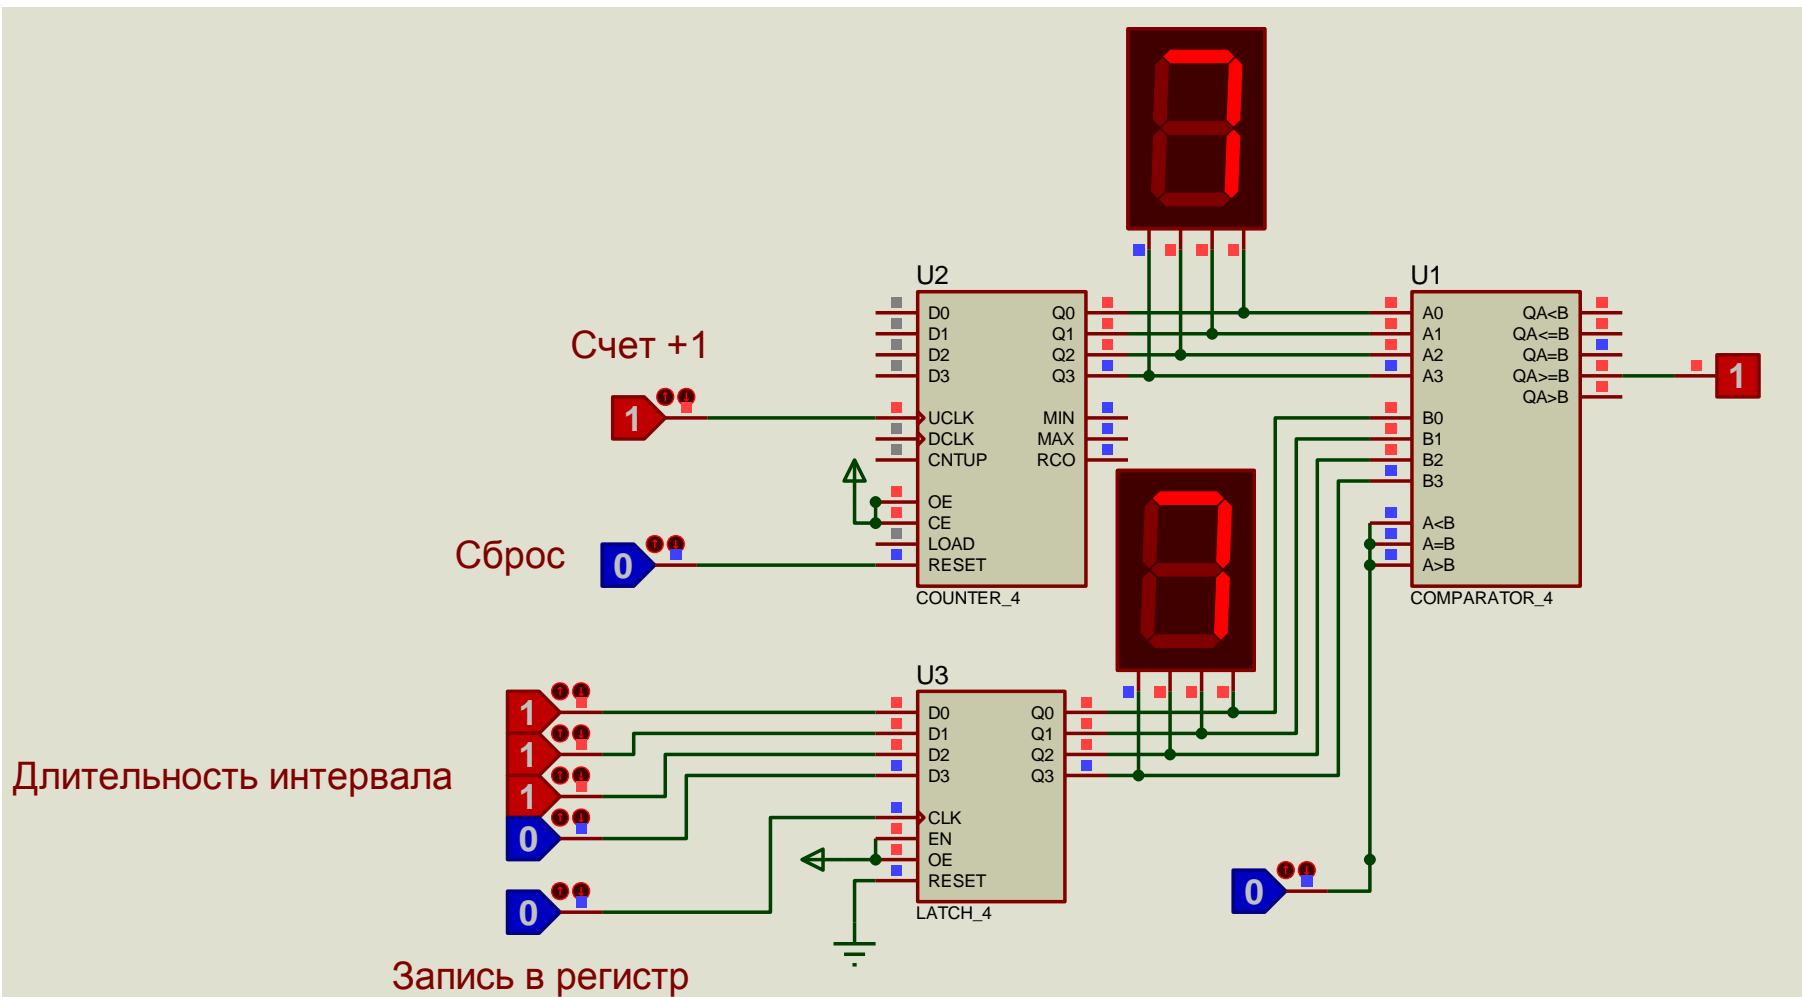 U2
U1
D0
D1
D2
D3
UCLK
DCLK
CNTUP
OE
CE
LOAD
RESET
Q0
Q1
Q2
Q3
MIN
MAX
RCO
COUNTER_4
A0
A1
A2
A3
B0
B1
B2
B3
A<B
A=B
A>B
QA<B
QA<=B
QA=B
QA>=B
QA>B
COMPARATOR_4
1
7
7
Счет +1
1
Сброс
0
U3
D0
D1
D2
D3
CLK
EN
OE
RESET
Q0
Q1
Q2
Q3
LATCH_4
Длительность интервала
1
1
1
0
0
Запись в регистр
0